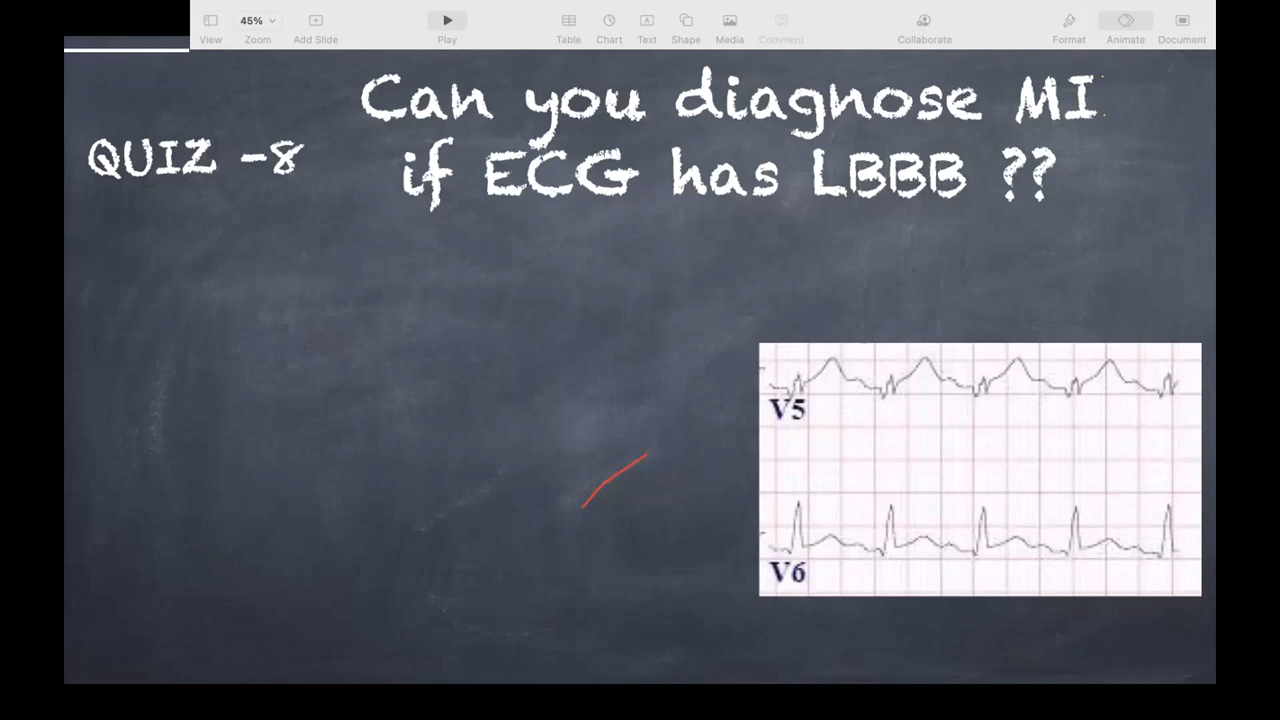 45%
View
Zoom
Add Slide
Play
Table
Chart
Text
Shape
Media
Comment
Collaborate
Format
Animate
Document
Can you diagnose MI
if ECG has LBBB ??
QUIZ -8
V5
V6